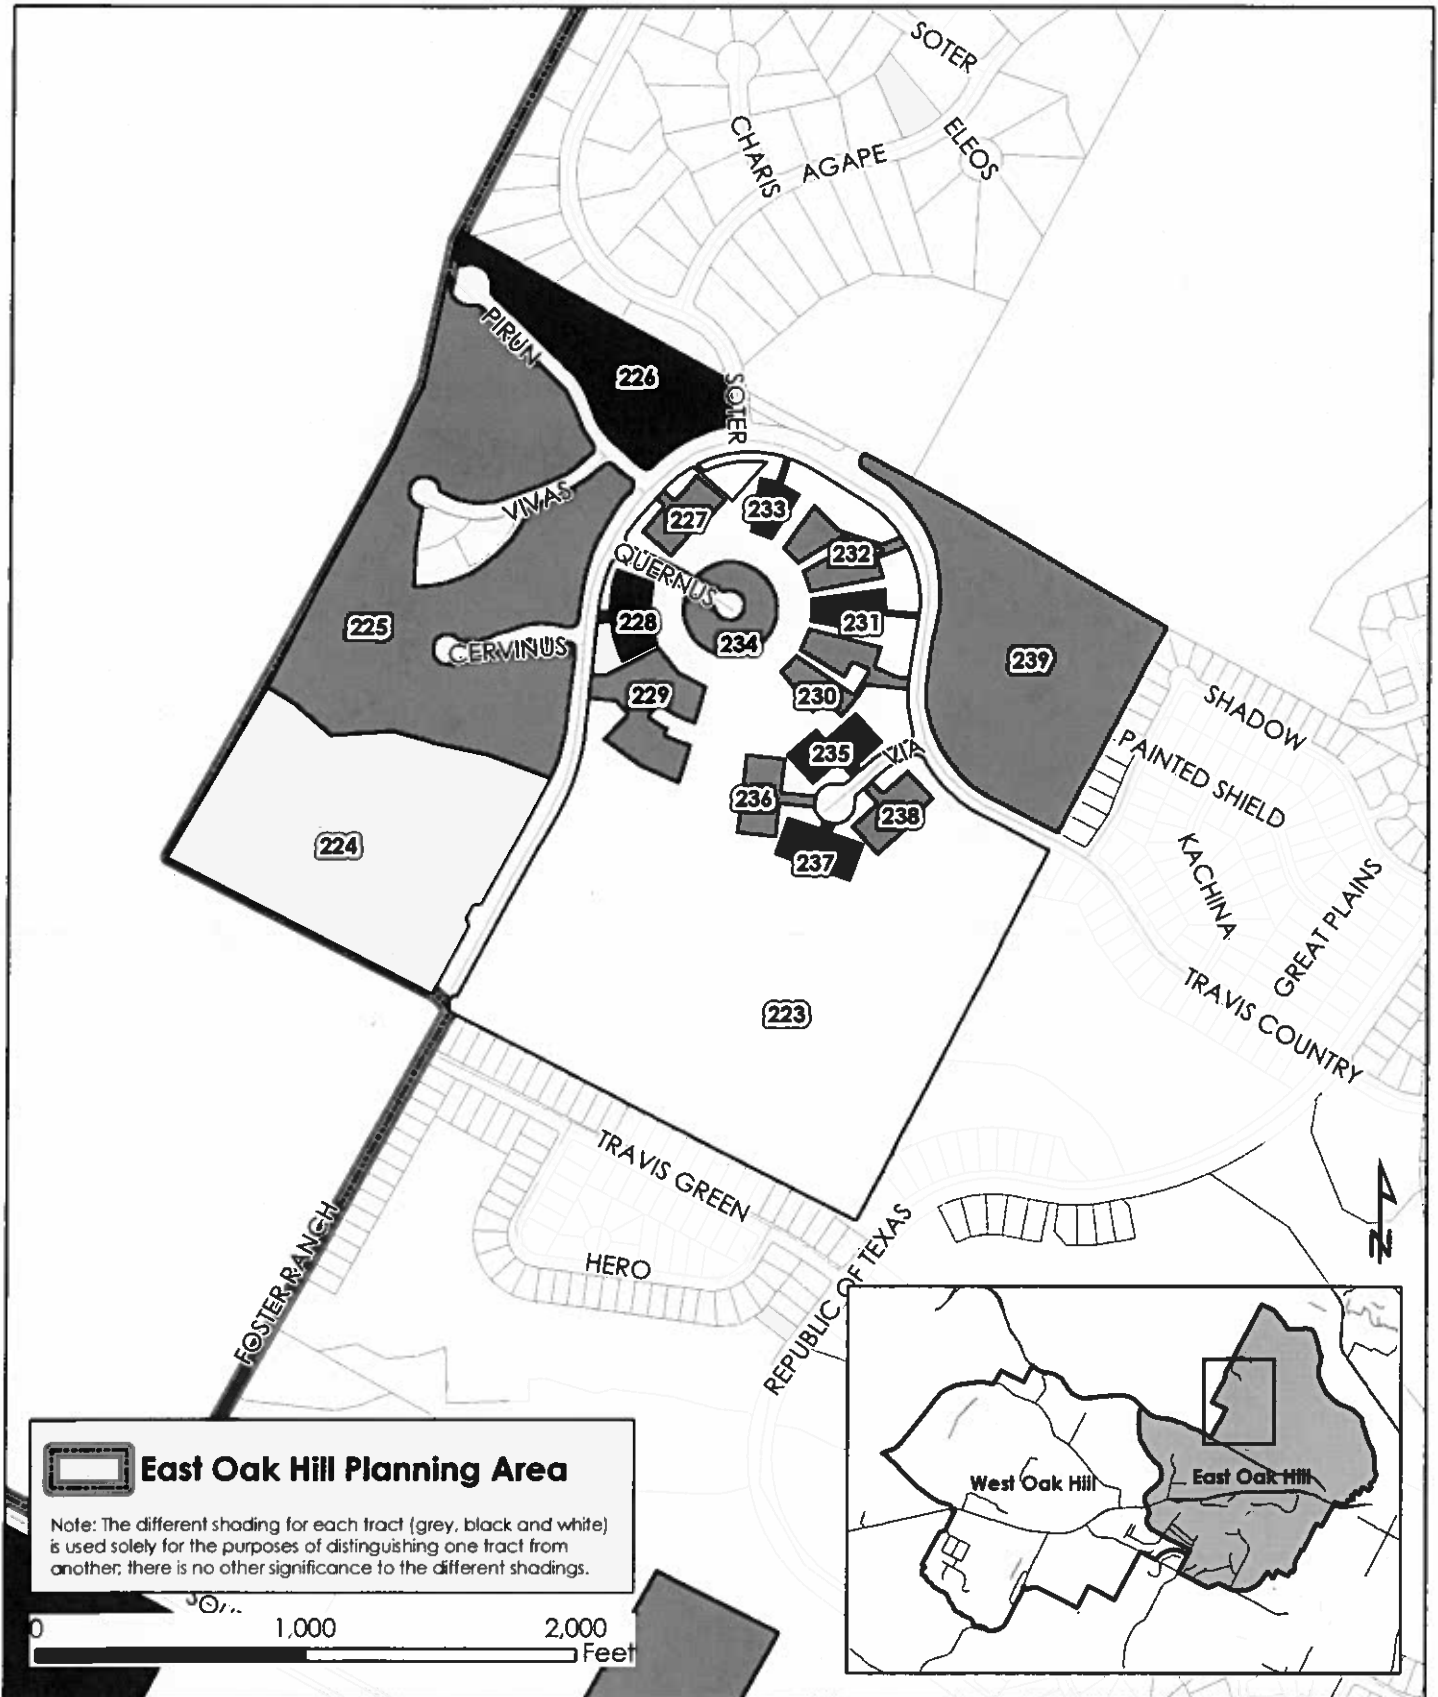 SOTER
CHARIS
AGAPE
ELEOS
PIRUN
226
SOTER
VIVAS
227
233
232
QUERNUS
225
228
231
CERVINUS
234
239
229
230
SHADOW
235
VIA
PAINTED SHIELD
236
238
224
237
KACHINA
GREAT PLAINS
TRAVIS COUNTRY
223
TRAVIS GREEN
FOSTER RANCH
HERO
REPUBLIC OF TEXAS
N
East Oak Hill Planning Area
Note: The different shading for each tract (grey, black and white)
is used solely for the purposes of distinguishing one tract from
another; there is no other significance to the different shadings.
0 1,000 2,000
Feet
West Oak Hill
East Oak Hill